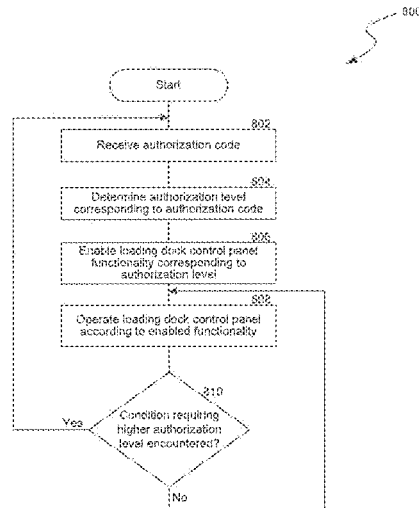 800
Start
802
Receive authorization code
804
Determine authorization level
corresponding to authorization code
806
Enable loading dock control panel
functionality corresponding to
authorization level
808
Operate loading dock control panel
according to enabled functionality
810
Condition requiring
higher authorization
level encountered?
Yes
No